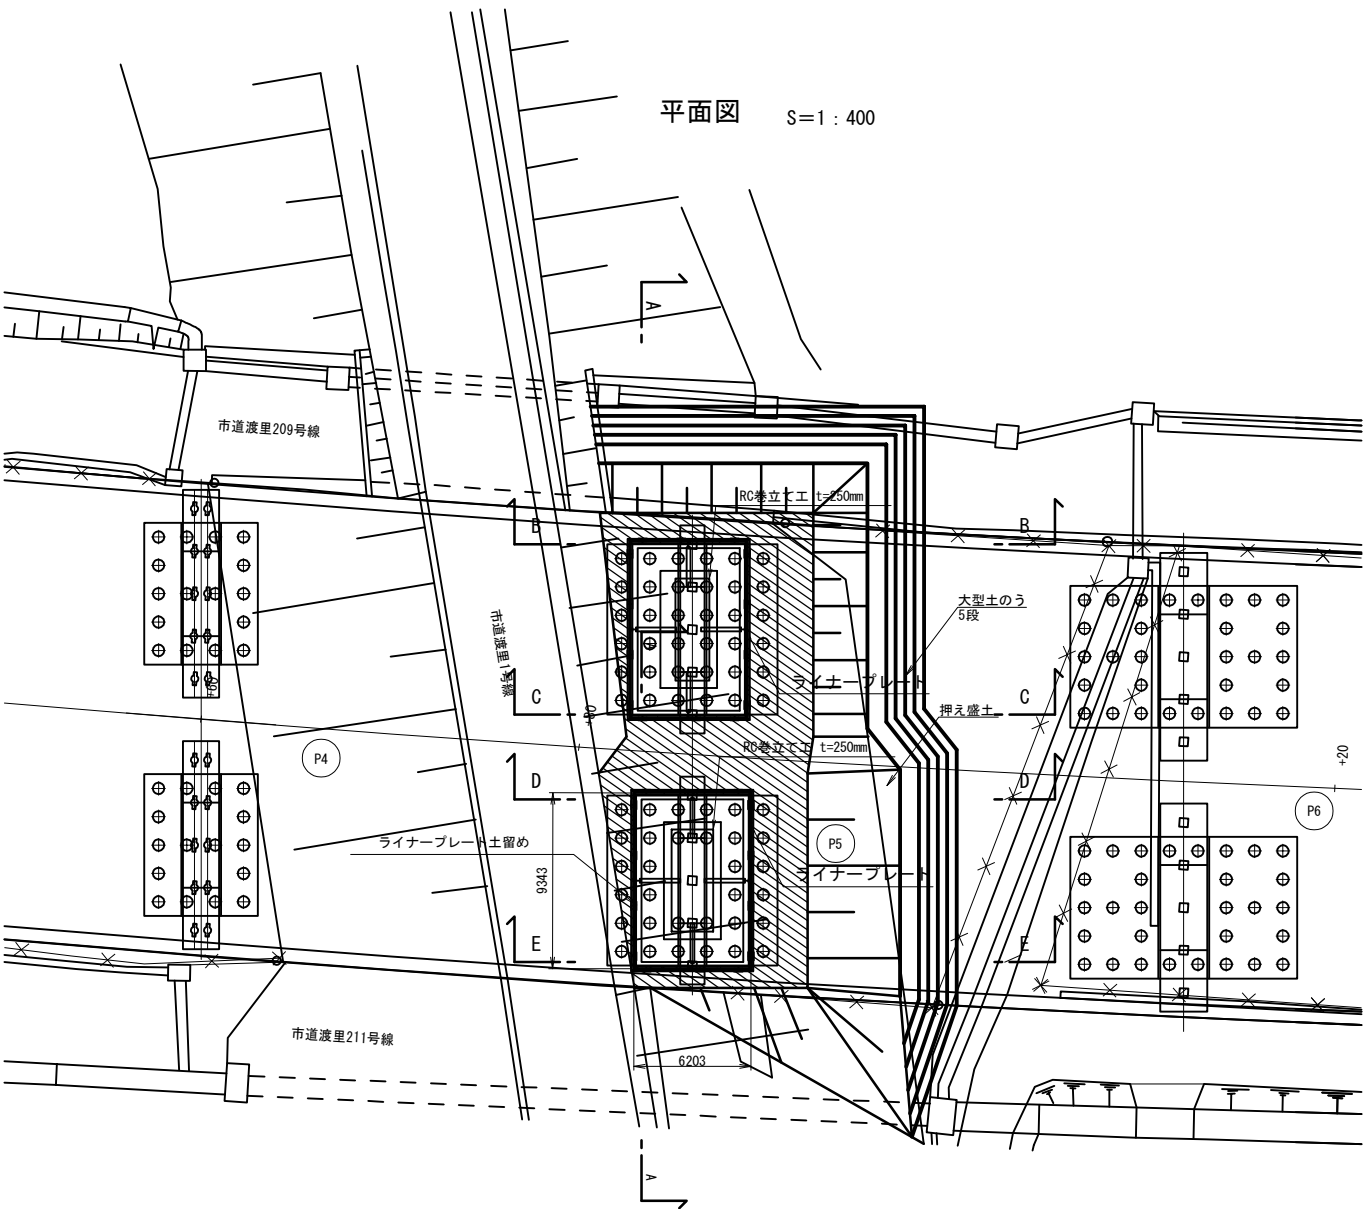 平面図 S＝1：400
A
市道渡里209号線
RC巻立て工 t=250mm
B
B
大型土のう
5段
市道渡里1号線
ライナープレート
C
C
押え盛土
+60
+80
RC巻立て工 t=250mm
P4
D
D
+20
P6
ライナープレート土留め
P5
ライナープレート
9343
E
E
市道渡里211号線
6203
A